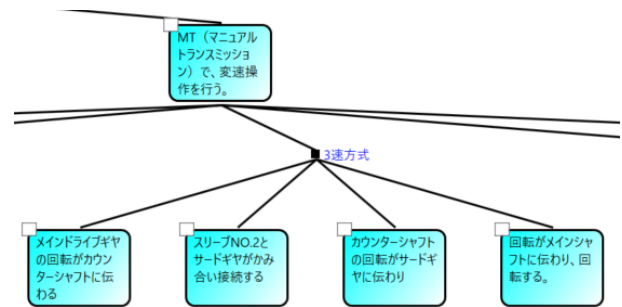 MT（マニュアル
トランスミッショ
ン）で、変速操
作を行う。
3速方式
メインドライブギヤ
の回転がカウン
ターシャフトに伝
わる
スリーブNO.2と
サードギヤがかみ
合い接続する
カウンターシャフト
の回転がサードギ
ヤに伝わり
回転がメインシャ
フトに伝わり、回
転する。